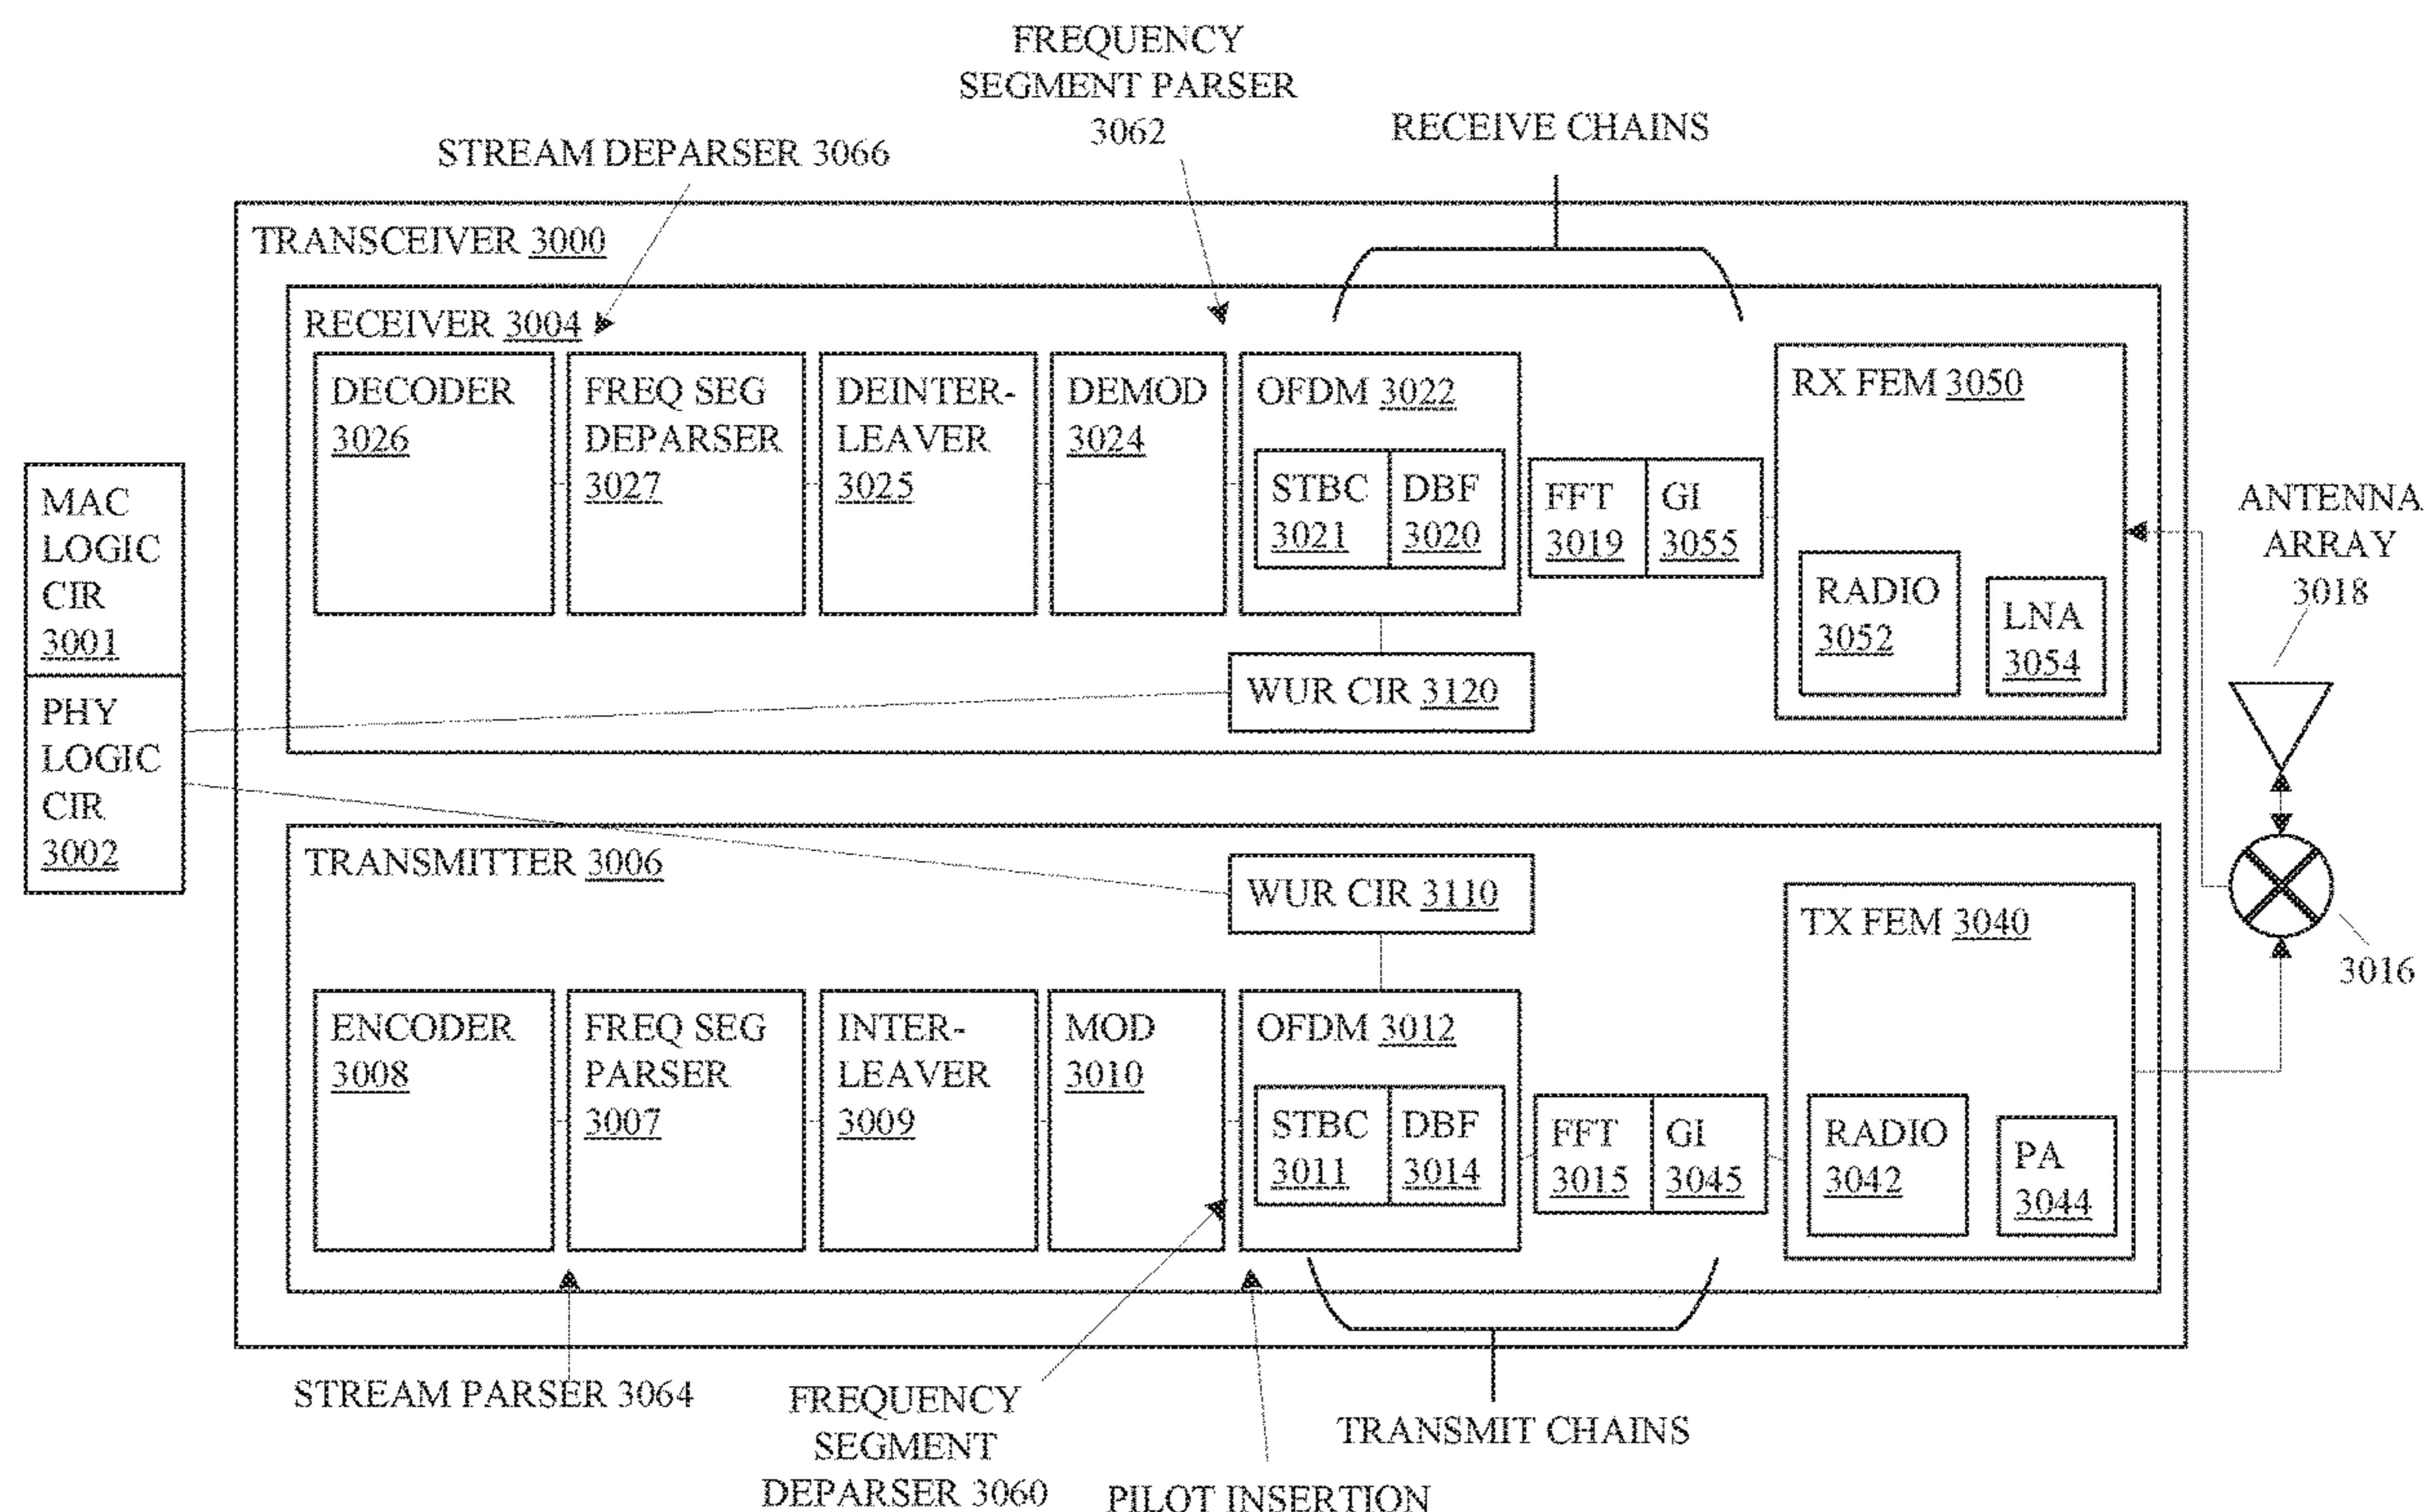 FREQUENCY
SEGMENT PARSER
3062
RECEIVE CHAINS
STREAM DEPARSER 3066
TRANSCEIVER 3000
RECEIVER 3004
DECODER
3026
FREQ SEG
DEPARSER
3027
DEINTER-
LEAVER
3025
DEMOD
3024
OFDM 3022
STBC
3021
DBF
3020
FFT
3019
GI
3055
RX FEM 3050
RADIO
3052
LNA
3054
WUR CIR 3120
MAC
LOGIC
CIR
3001
PHY
LOGIC
CIR
3002
ANTENNA
ARRAY
3018
3016
TRANSMITTER 3006
WUR CIR 3110
ENCODER
3008
FREQ SEG
PARSER
3007
INTER-
LEAVER
3009
MOD
3010
OFDM 3012
STBC
3011
DBF
3014
FFT
3015
GI
3045
TX FEM 3040
RADIO
3042
PA
3044
STREAM PARSER 3064
FREQUENCY
SEGMENT
DEPARSER 3060
PILOT INSERTION
TRANSMIT CHAINS